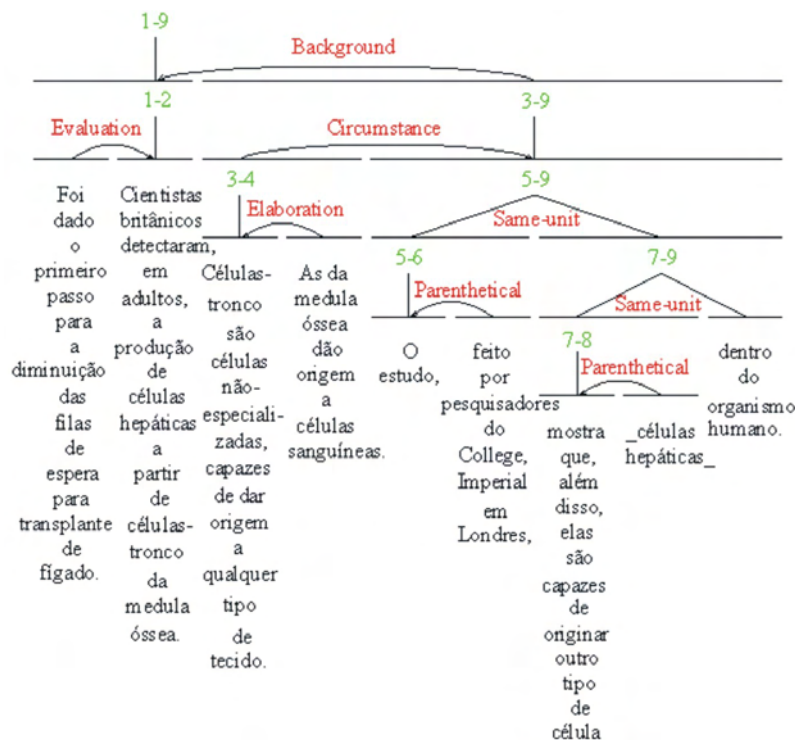 1-9
Background
1-2
3-9
Evaluation
Circumstance
Foi
dado
o
primeiro
passo
para
a
diminuição
das
filas
de
espera
para
transplante
de
fígado.
Cientistas
britânicos
detectaram,
em
adultos,
a
produção
de
células
hepáticas
a
partir
de
células-
tronco
da
medula
óssea.
3-4
Elaboration
Células-
tronco
são
células
não-
especiali-
zadas,
capazes
de dar
origem
a
qualquer
tipo
de
tecido.
As da
medula
óssea
dão
origem
a
células
sanguíneas.
5-9
Same-unit
5-6
Parenthetical
O
estudo,
feito
por
pesquisadores
do
College,
Imperial
em
Londres,
7-9
Same-unit
7-8
Parenthetical
mostra
que,
além
disso,
elas
são
capazes
de
originar
outro
tipo
de
célula
_células
hepáticas_
dentro
do
organismo
humano.